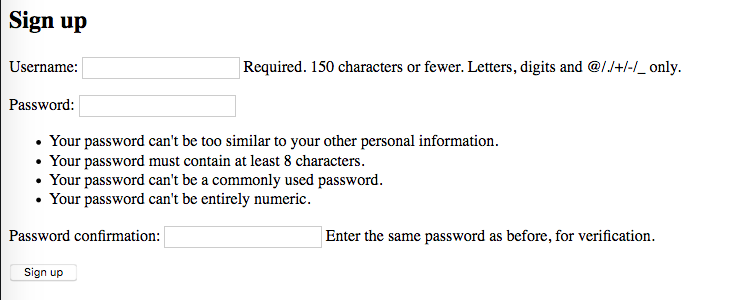 Sign up
Username: Required. 150 characters or fewer. Letters, digits and @/./+/-/_ only.
Password:
• Your password can't be too similar to your other personal information.
• Your password must contain at least 8 characters.
• Your password can't be a commonly used password.
• Your password can't be entirely numeric.
Password confirmation: Enter the same password as before, for verification.
Sign up